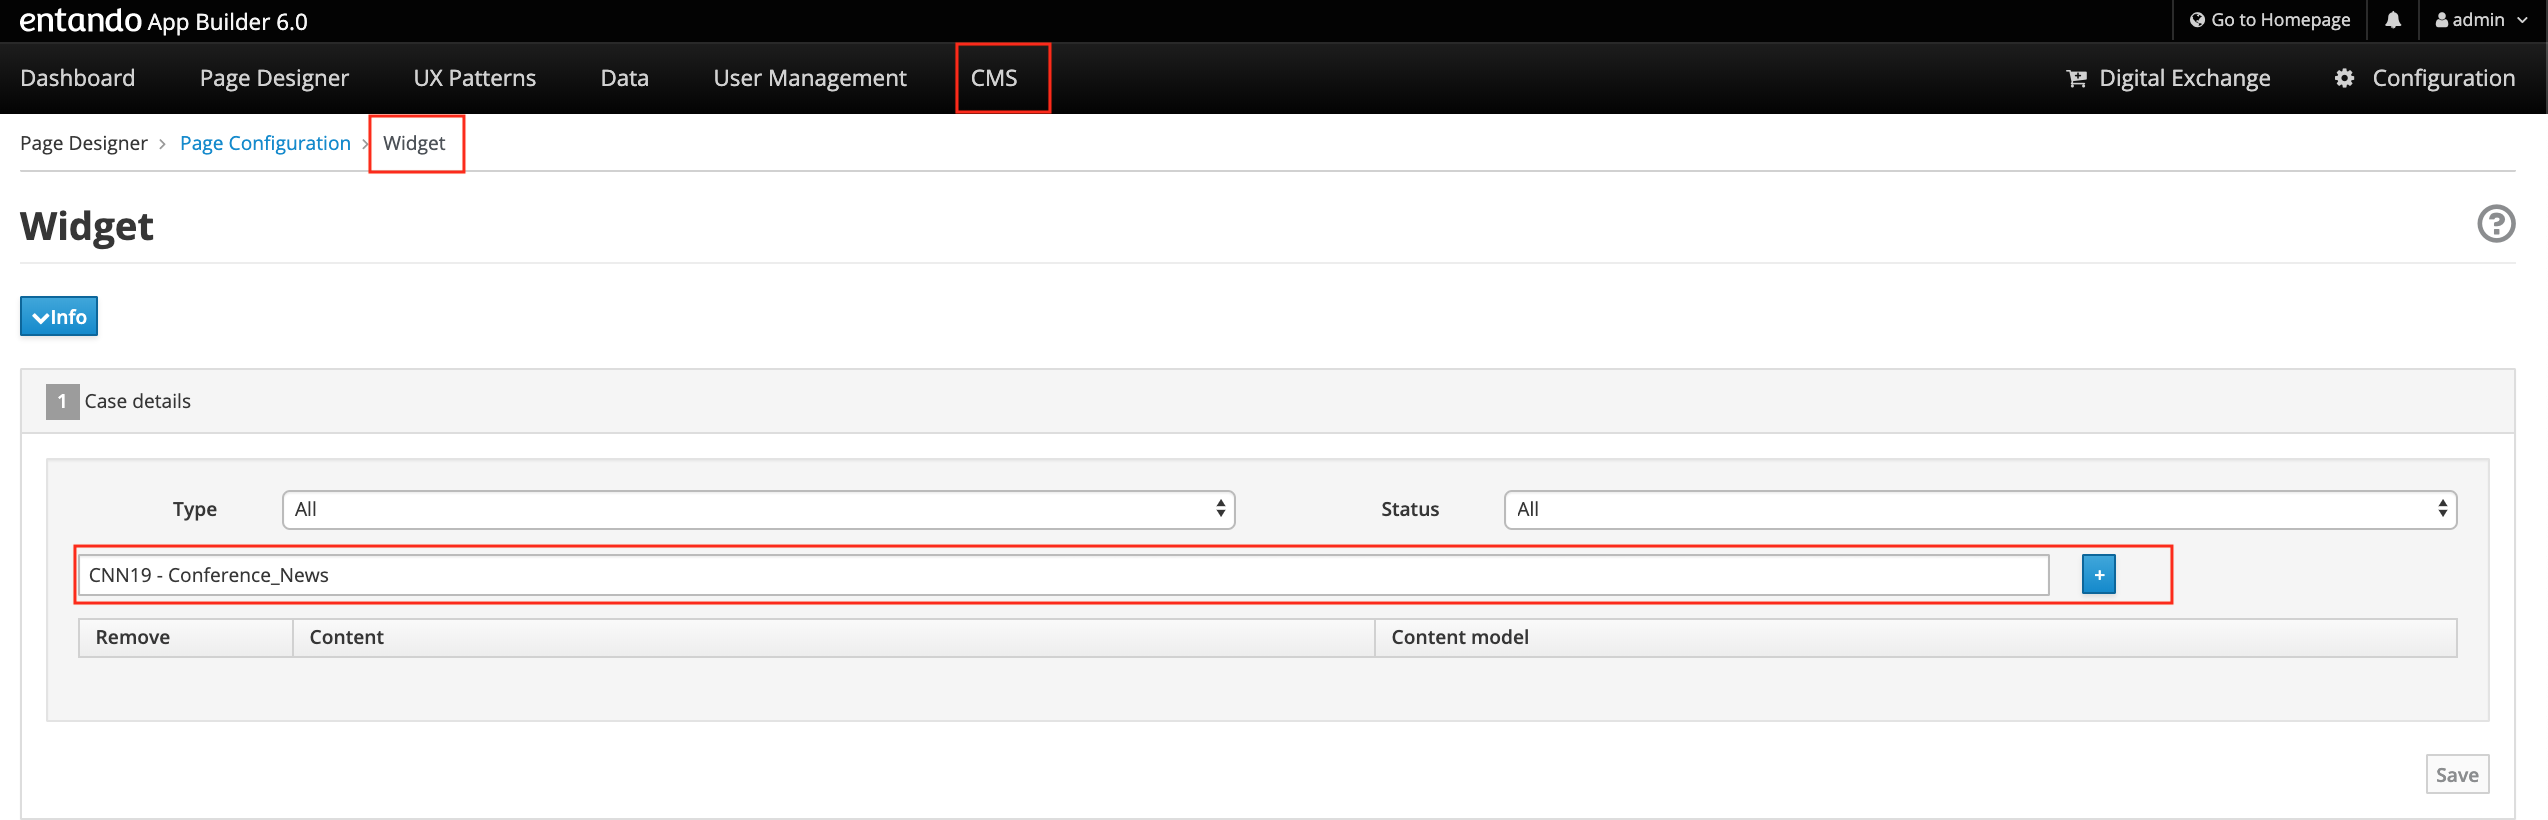 entando App Builder 6.0 Go to Homepage admin
Dashboard Page Designer UX Patterns Data User Management CMS Digital Exchange Configuration
Page Designer > Page Configuration > Widget
Widget
Info
1 Case details
Type All Status All
CNN19 - Conference_News +
Remove Content Content model
Save